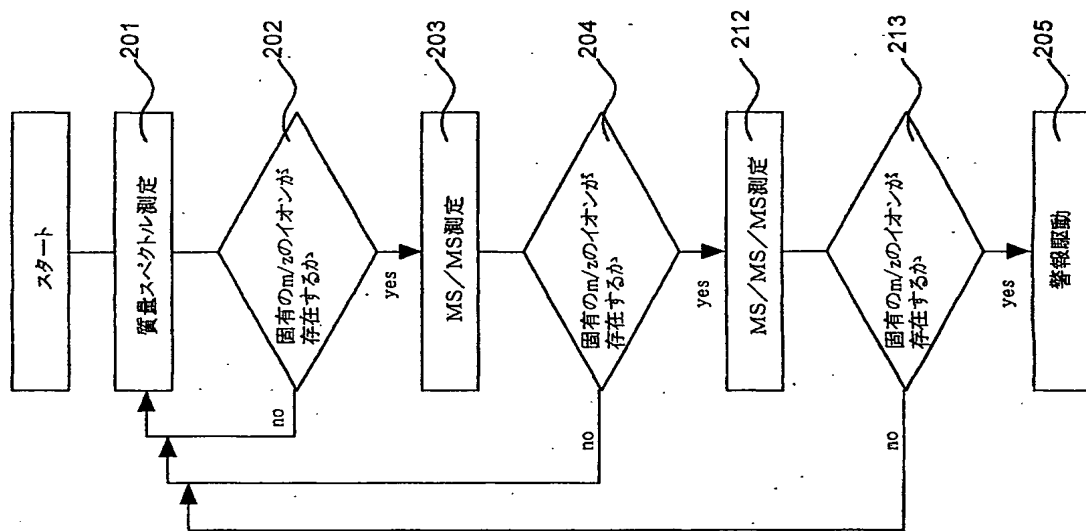 スタート
質量スペクトル測定
201
固有のm/zのイオンが
存在するか
202
no
yes
MS/MS測定
203
固有のm/zのイオンが
存在するか
204
no
yes
MS/MS/MS測定
212
固有のm/zのイオンが
存在するか
213
no
yes
警報駆動
205